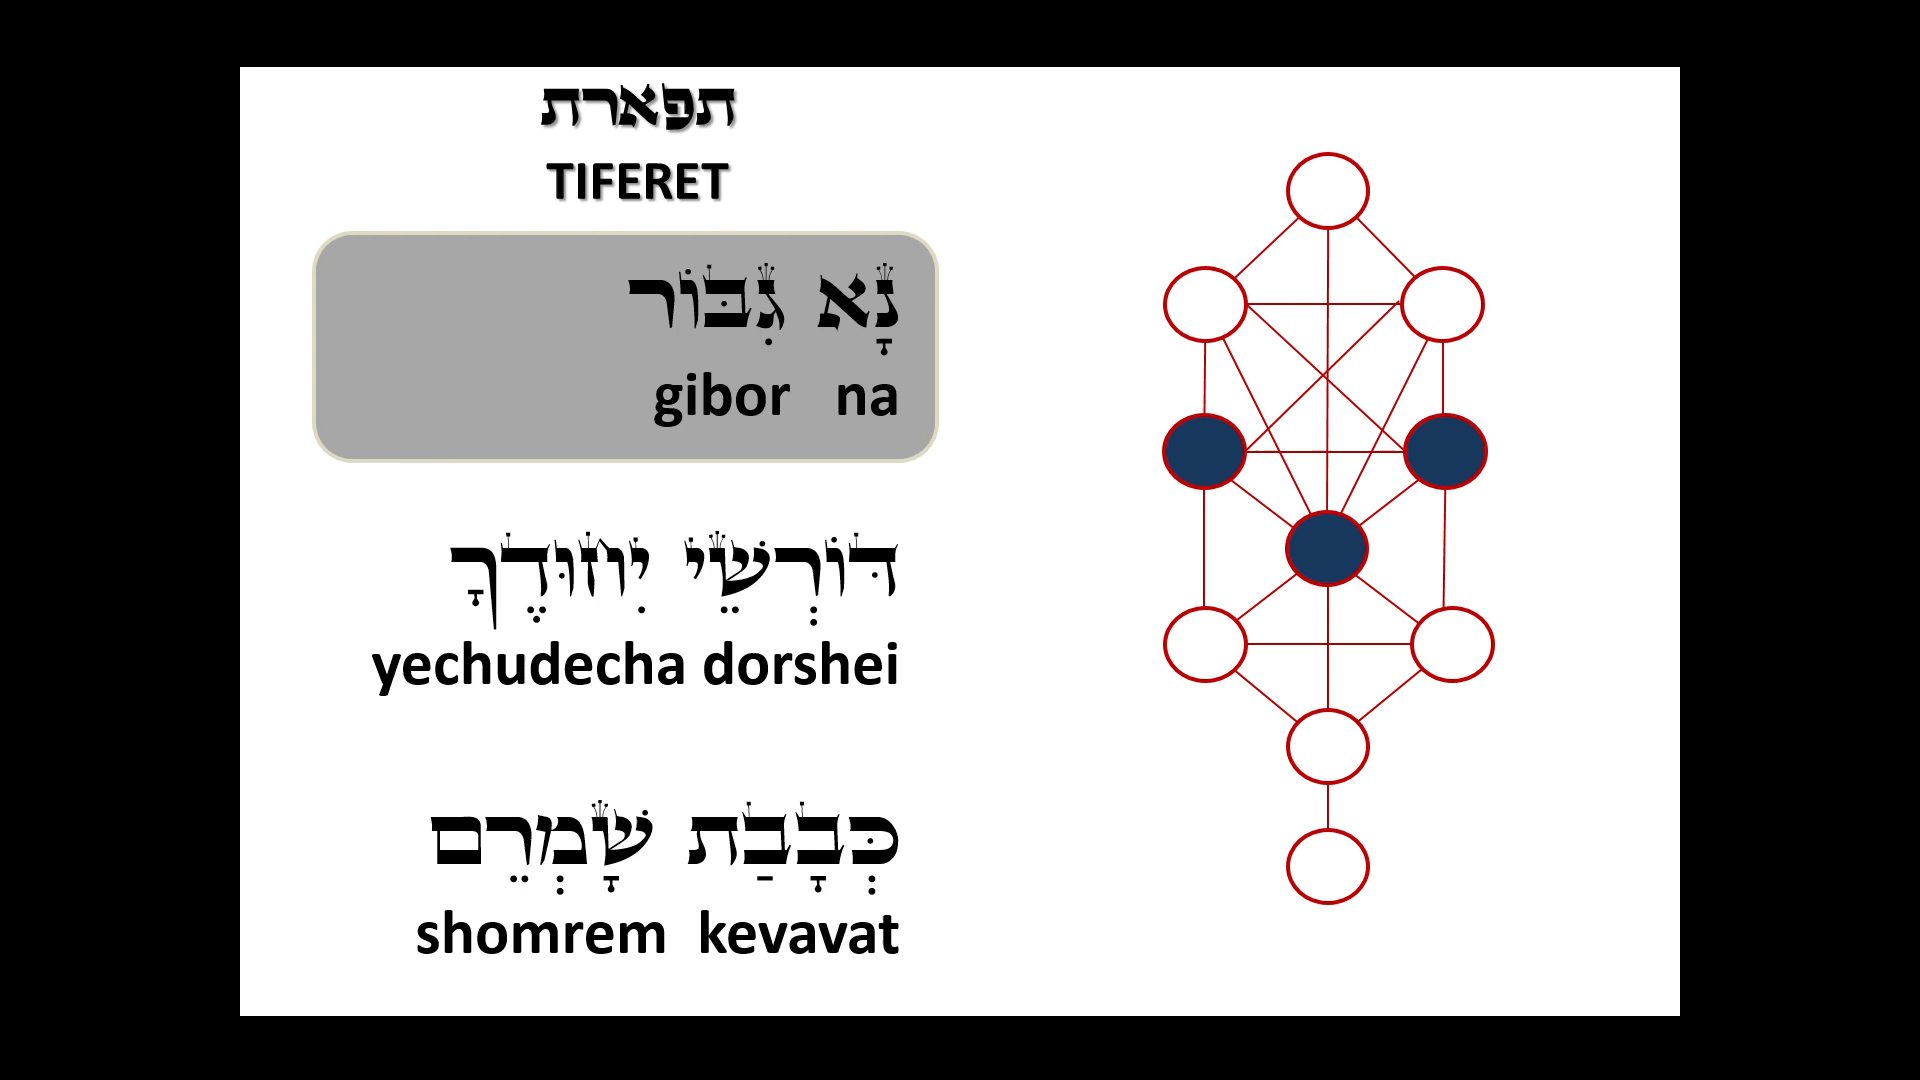 תפארת
TIFERET
נָא גִּבּוֹר
gibor na
דּוֹרְשֵׁי יִחוּדֶךָ
yechudecha dorshei
כְּבָבַת שָׁמְרֵם
shomrem kevavat